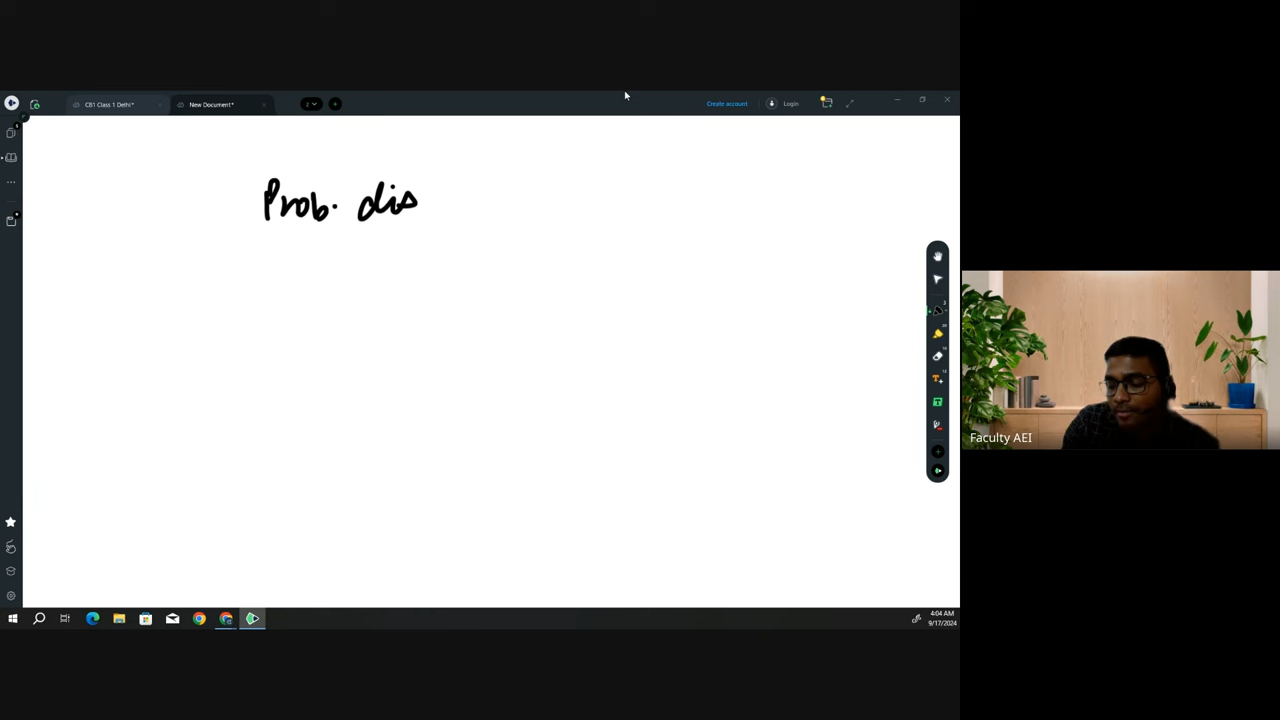 CB1 Class 1 Delhi*
New Document*
2
Create account
Login
Prob. dis
Faculty AEI
4:04 AM
9/17/2024